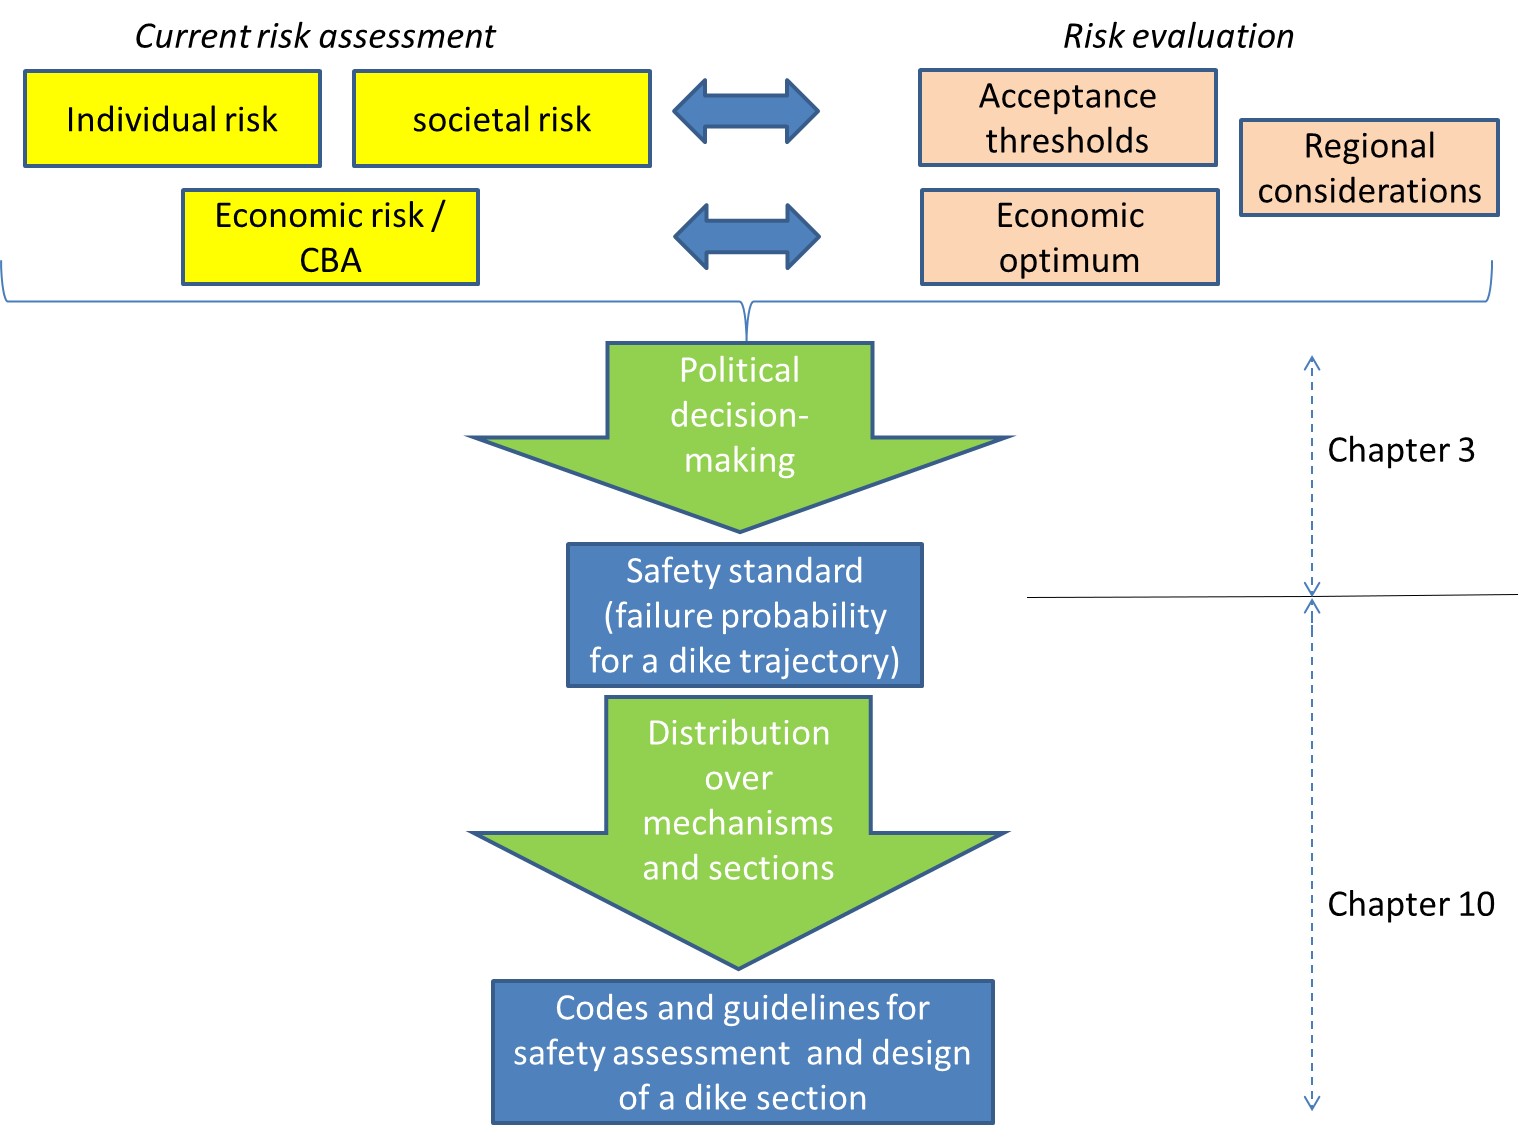 Current risk assessment
Risk evaluation
Individual risk
societal risk
Acceptance
thresholds
Regional
considerations
Economic risk /
CBA
Economic
optimum
Political
decision-
making
Chapter 3
Safety standard
(failure probability
for a dike trajectory)
Distribution
over
mechanisms
and sections
Chapter 10
Codes and guidelines for
safety assessment and design
of a dike section